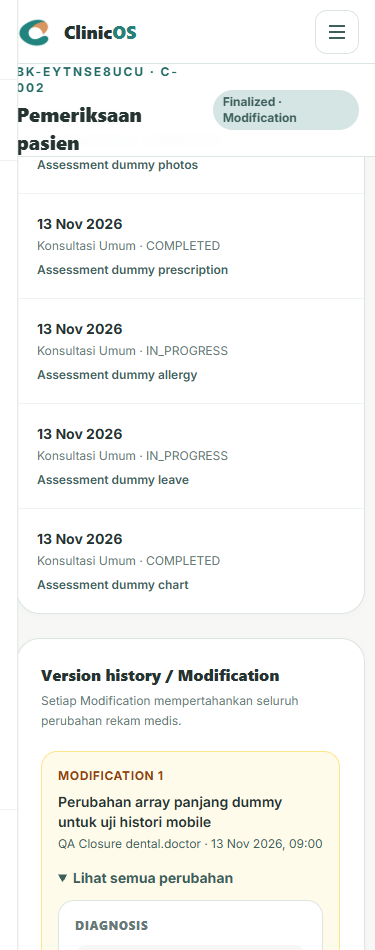 ClinicOS
BK-EYTNSE8UCU · C-
002
Pemeriksaan
pasien
Finalized ·
Modification
Assessment dummy photos
13 Nov 2026
Konsultasi Umum · COMPLETED
Assessment dummy prescription
13 Nov 2026
Konsultasi Umum · IN_PROGRESS
Assessment dummy allergy
13 Nov 2026
Konsultasi Umum · IN_PROGRESS
Assessment dummy leave
13 Nov 2026
Konsultasi Umum · COMPLETED
Assessment dummy chart
Version history / Modification
Setiap Modification mempertahankan seluruh
perubahan rekam medis.
MODIFICATION 1
Perubahan array panjang dummy
untuk uji histori mobile
QA Closure dental.doctor · 13 Nov 2026, 09:00
▼ Lihat semua perubahan
DIAGNOSIS